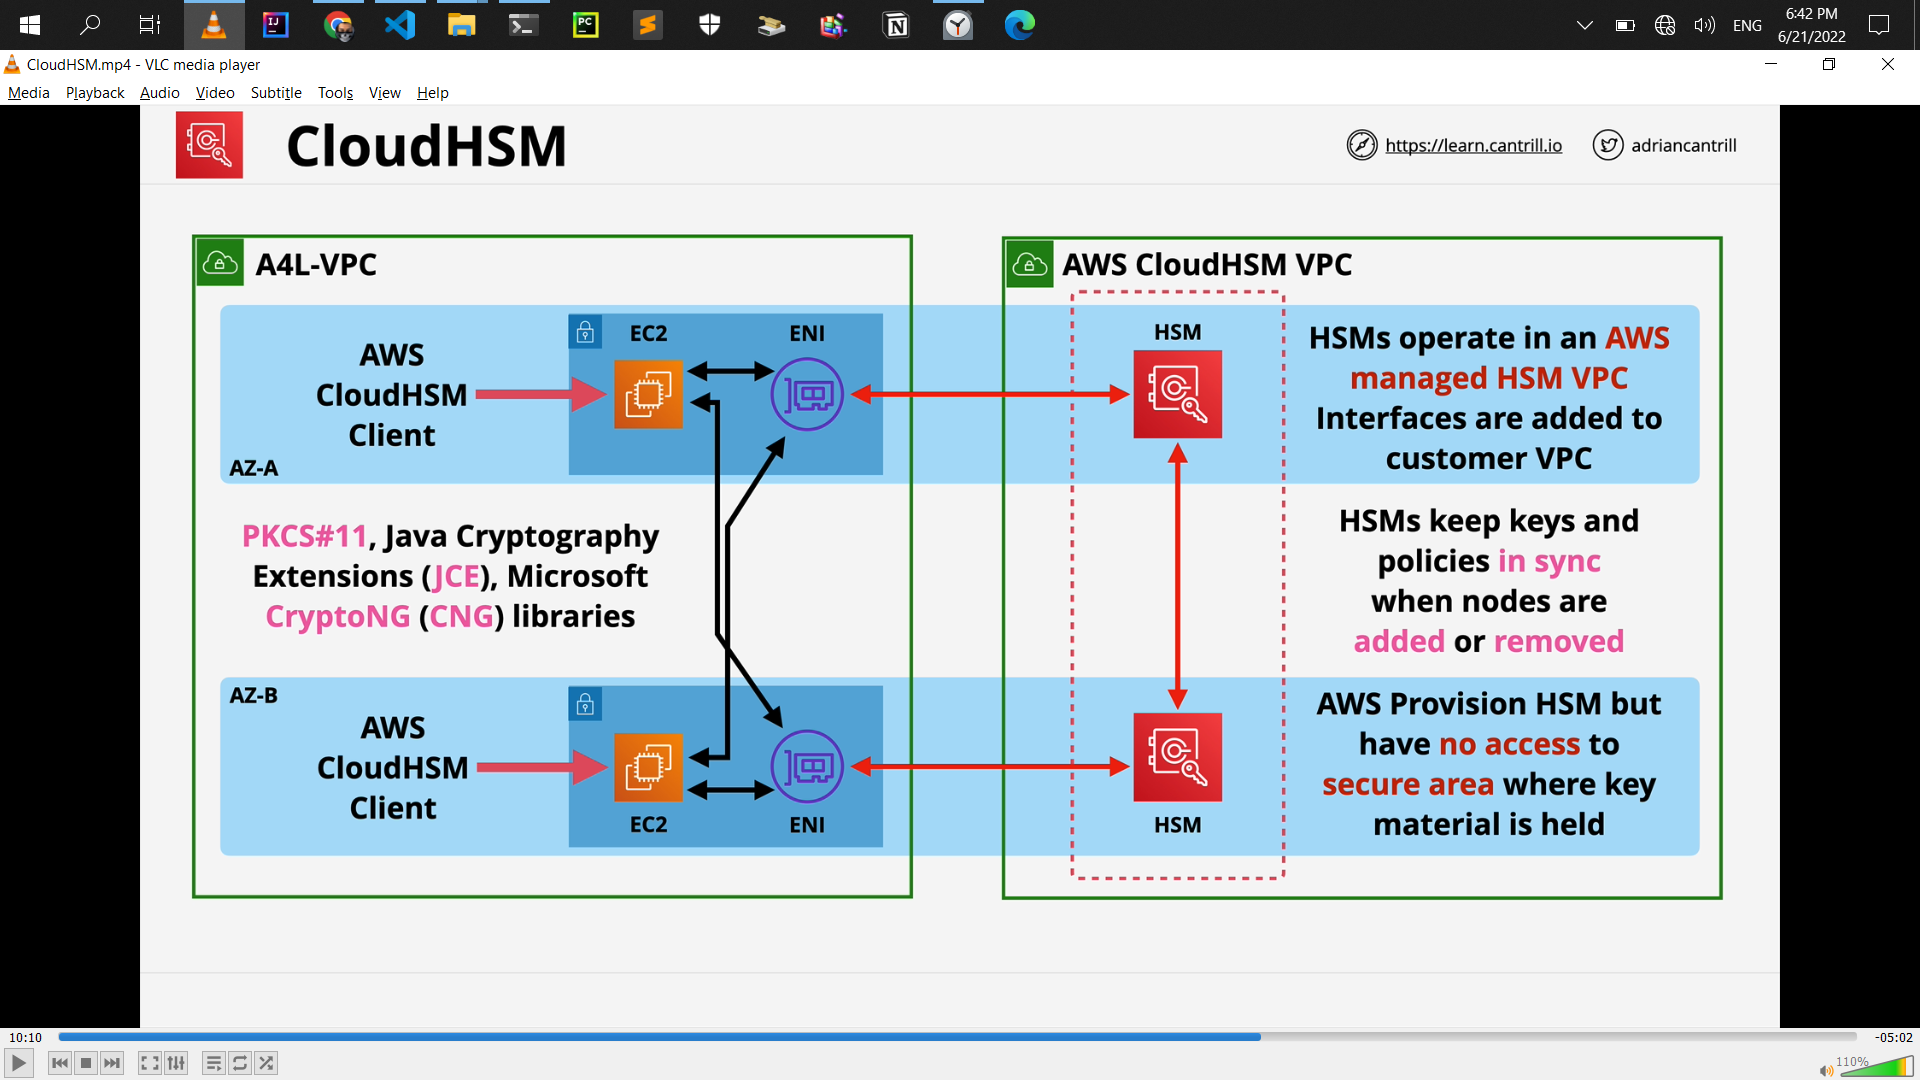 ENG
6:42 PM
6/21/2022
CloudHSM.mp4 - VLC media player
Media Playback Audio Video Subtitle Tools View Help
CloudHSM
https://learn.cantrill.io
adriancantrill
A4L-VPC
AWS CloudHSM VPC
AWS
CloudHSM
Client
AZ-A
EC2
ENI
HSM
HSMs operate in an AWS
managed HSM VPC
Interfaces are added to
customer VPC
PKCS#11, Java Cryptography
Extensions (JCE), Microsoft
CryptoNG (CNG) libraries
HSMs keep keys and
policies in sync
when nodes are
added or removed
AZ-B
AWS
CloudHSM
Client
EC2
ENI
HSM
AWS Provision HSM but
have no access to
secure area where key
material is held
10:10
-05:02
110%
IJ
PC
N